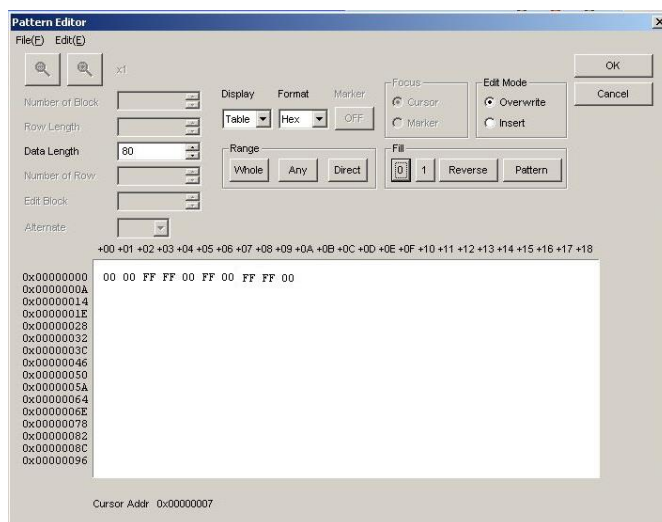 Pattern Editor
File(F) Edit(E)
x1
OK
Cancel
Number of Block
Row Length
Data Length 80
Number of Row
Edit Block
Alternate
Display Format Marker
Table Hex OFF
Focus
Cursor
Marker
Edit Mode
Overwrite
Insert
Range
Whole Any Direct
Fill
0 1 Reverse Pattern
+00 +01 +02 +03 +04 +05 +06 +07 +08 +09 +0A +0B +0C +0D +0E +0F +10 +11 +12 +13 +14 +15 +16 +17 +18
0x00000000 00 00 FF FF 00 FF 00 FF FF 00
0x0000000A
0x00000014
0x0000001E
0x00000028
0x00000032
0x0000003C
0x00000046
0x00000050
0x0000005A
0x00000064
0x0000006E
0x00000078
0x00000082
0x0000008C
0x00000096
Cursor Addr 0x00000007